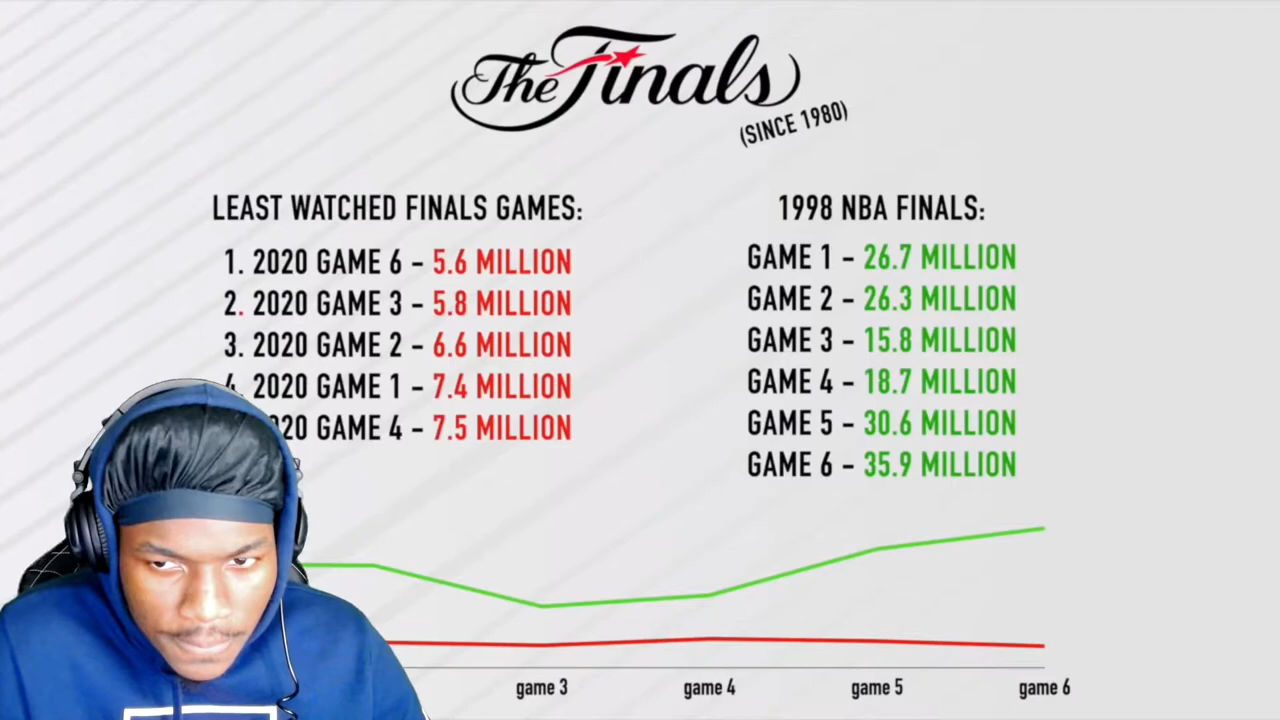 The Finals
(SINCE 1980)
LEAST WATCHED FINALS GAMES:
1. 2020 GAME 6 - 5.6 MILLION
2. 2020 GAME 3 - 5.8 MILLION
3. 2020 GAME 2 - 6.6 MILLION
4. 2020 GAME 1 - 7.4 MILLION
20 GAME 4 - 7.5 MILLION
1998 NBA FINALS:
GAME 1 - 26.7 MILLION
GAME 2 - 26.3 MILLION
GAME 3 - 15.8 MILLION
GAME 4 - 18.7 MILLION
GAME 5 - 30.6 MILLION
GAME 6 - 35.9 MILLION
game 3 game 4 game 5 game 6